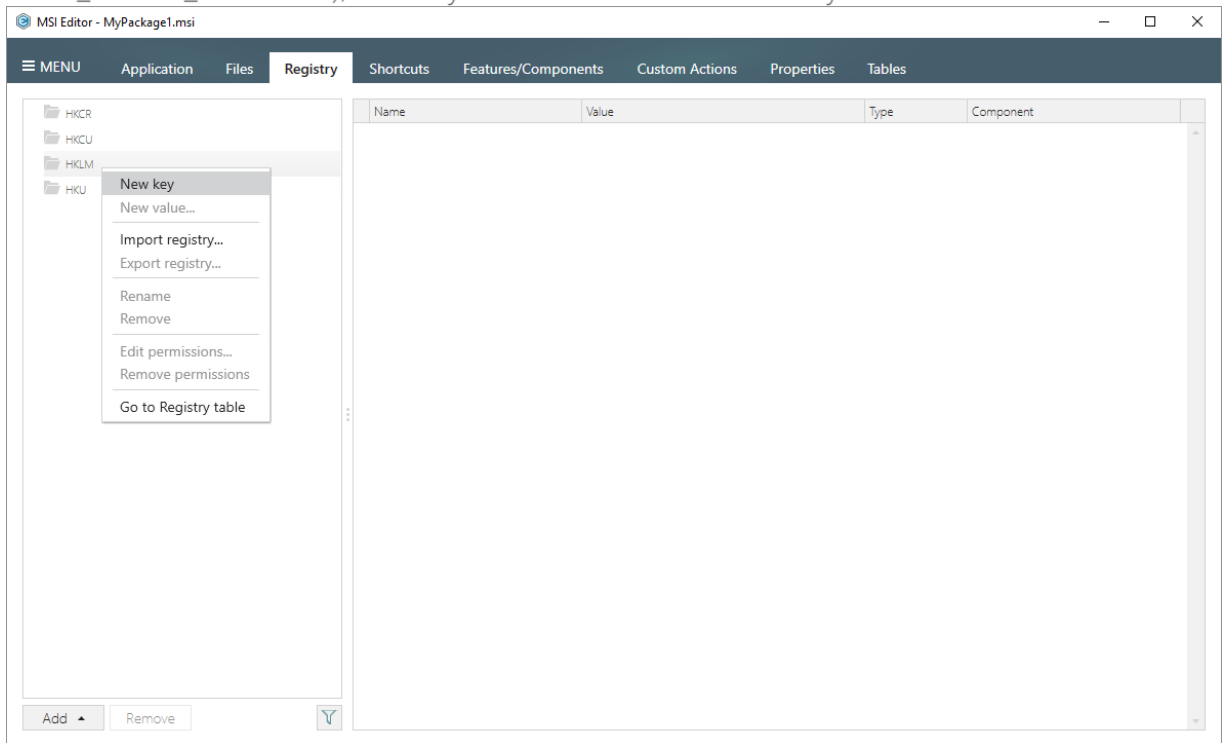 MSI Editor - MyPackage1.msi
MENU Application Files Registry Shortcuts Features/Components Custom Actions Properties Tables
HKCR
HKCU
HKLM
HKU
Name Value Type Component
New key
New value...
Import registry...
Export registry...
Rename
Remove
Edit permissions...
Remove permissions
Go to Registry table
Add Remove